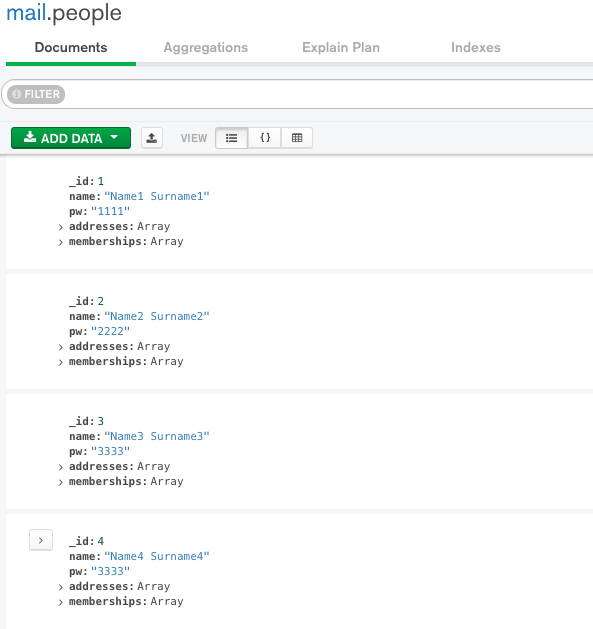 mail.people
Documents Aggregations Explain Plan Indexes
FILTER
ADD DATA VIEW { }
_id: 1
name: "Name1 Surname1"
pw: "1111"
addresses: Array
memberships: Array
_id: 2
name: "Name2 Surname2"
pw: "2222"
addresses: Array
memberships: Array
_id: 3
name: "Name3 Surname3"
pw: "3333"
addresses: Array
memberships: Array
_id: 4
name: "Name4 Surname4"
pw: "3333"
addresses: Array
memberships: Array